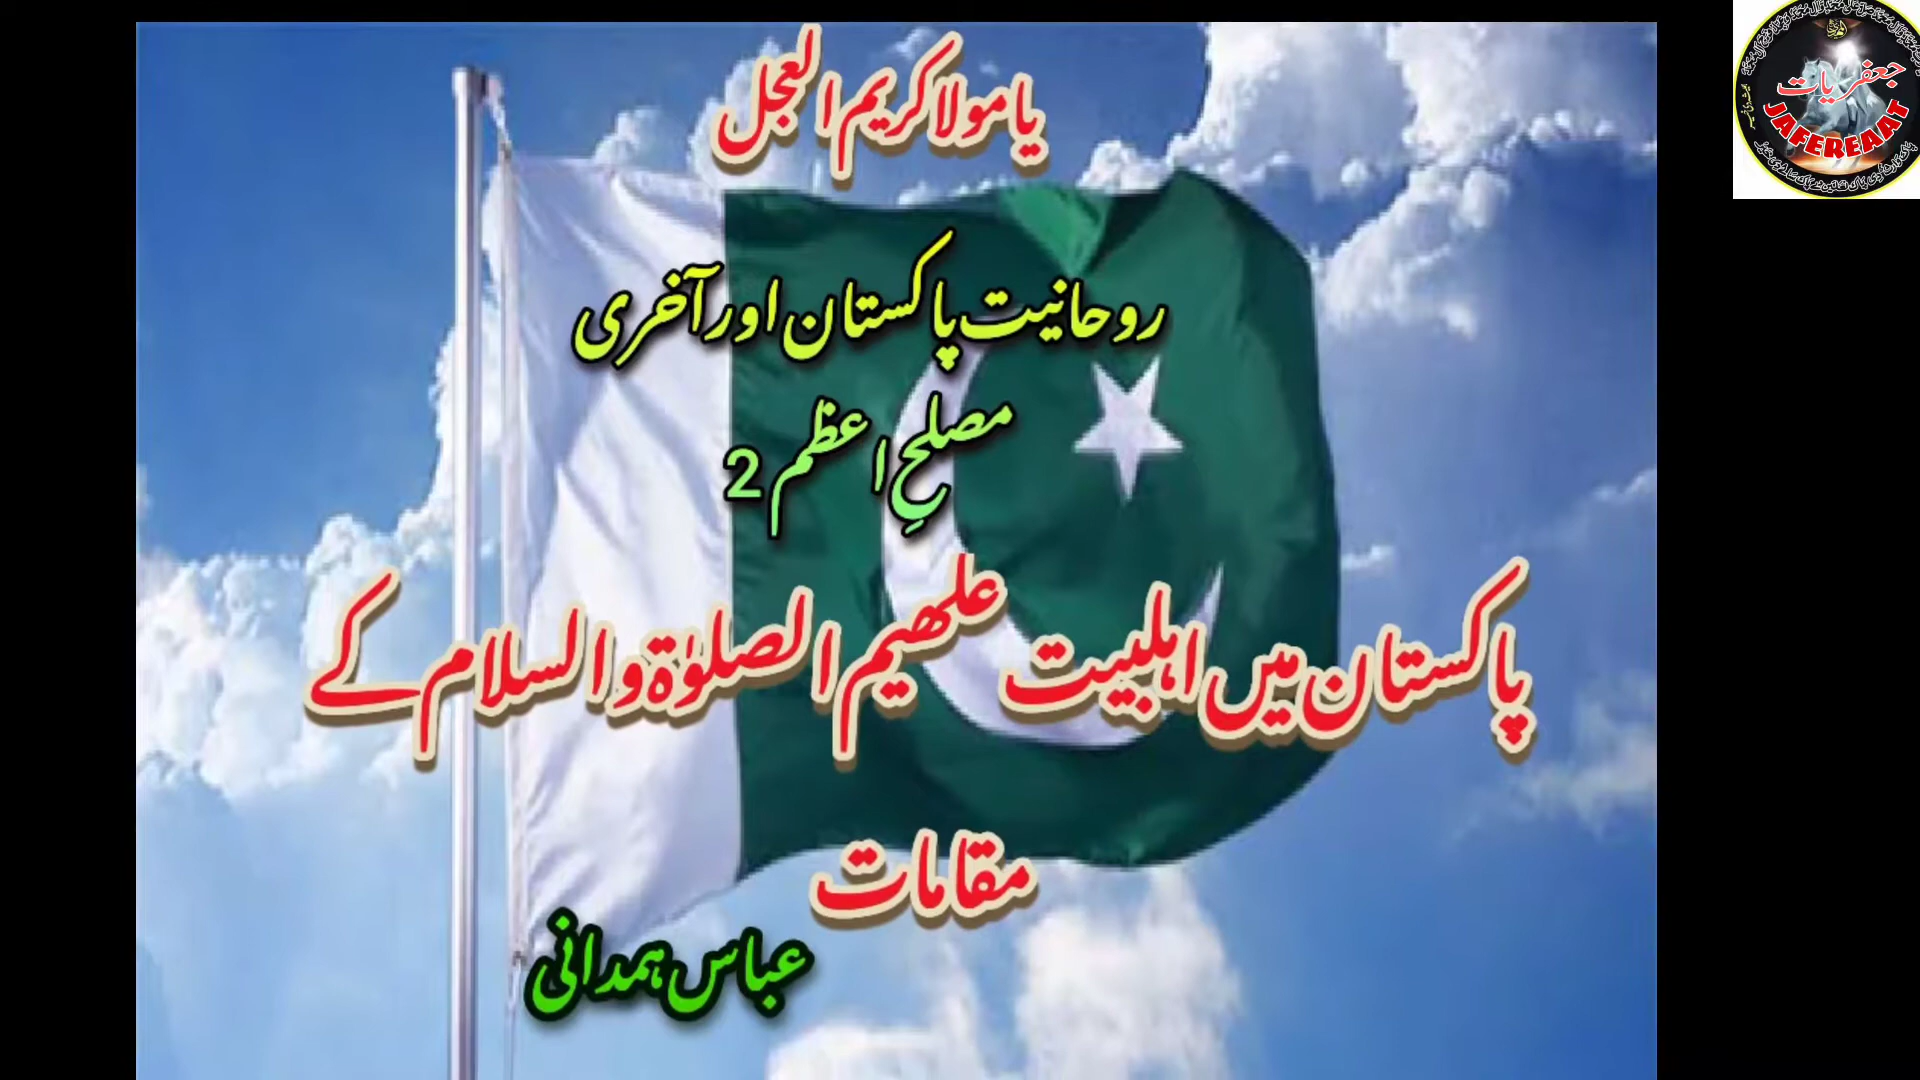 یا مولا کریم العجل
روحانیت پاکستان اور آخری
مصلحِ اعظم 2
پاکستان میں اہلبیت علھیم الصلوٰۃ والسلام کے
مقامات
عباس ہمدانی
جعفریات
JAFEREAAT